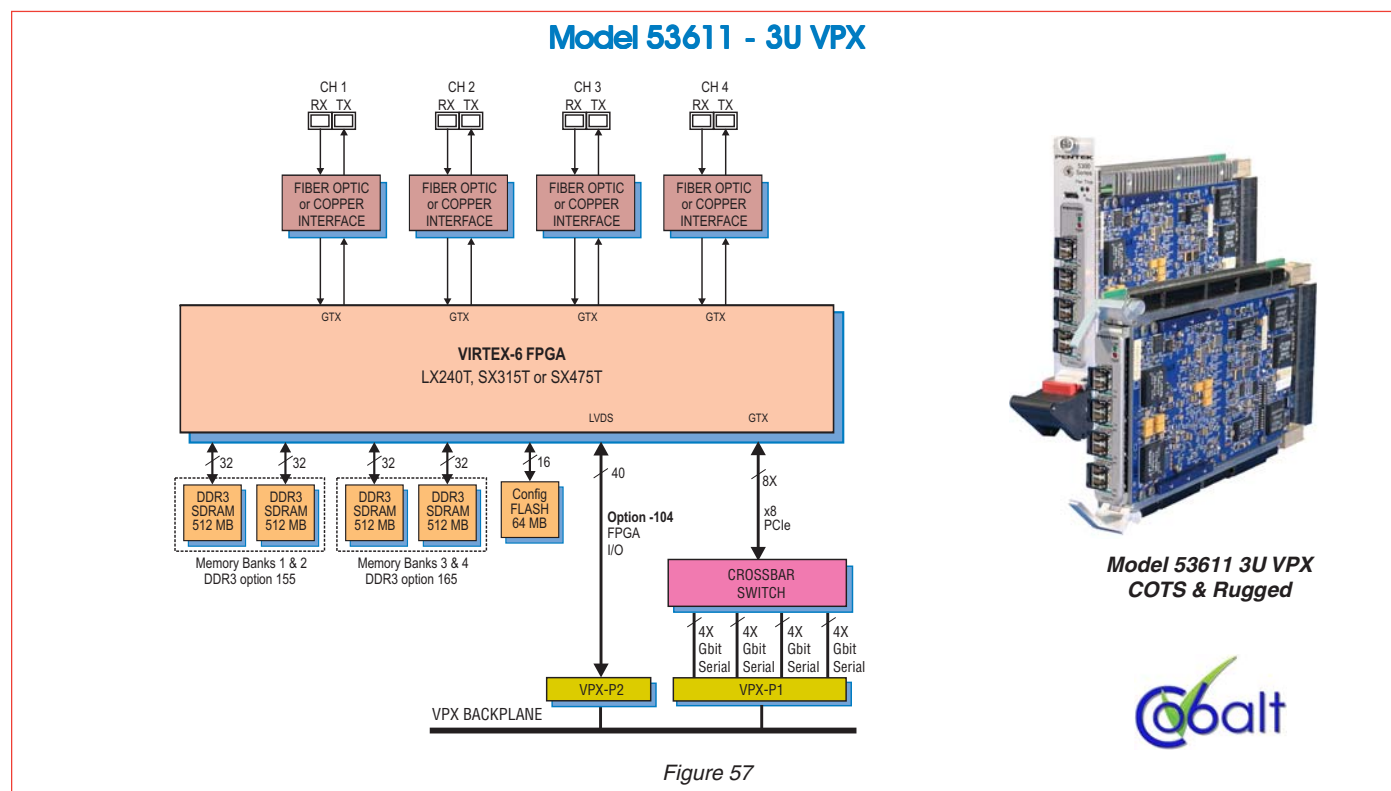 Model 53611 - 3U VPX
CH 1
CH 2
CH 3
CH 4
RX TX
RX TX
RX TX
RX TX
FIBER OPTIC
or COPPER
INTERFACE
FIBER OPTIC
or COPPER
INTERFACE
FIBER OPTIC
or COPPER
INTERFACE
FIBER OPTIC
or COPPER
INTERFACE
GTX
GTX
GTX
GTX
VIRTEX-6 FPGA
LX240T, SX315T or SX475T
LVDS
GTX
32
32
32
32
16
40
8X
DDR3
SDRAM
512 MB
DDR3
SDRAM
512 MB
DDR3
SDRAM
512 MB
DDR3
SDRAM
512 MB
Config
FLASH
64 MB
Memory Banks 1 & 2
DDR3 option 155
Memory Banks 3 & 4
DDR3 option 165
Option -104
FPGA
I/O
x8
PCIe
CROSSBAR
SWITCH
4X
Gbit
Serial
4X
Gbit
Serial
4X
Gbit
Serial
4X
Gbit
Serial
VPX-P2
VPX-P1
VPX BACKPLANE
Figure 57
PENTEK
Series
Model 53611 3U VPX
COTS & Rugged
Cobalt